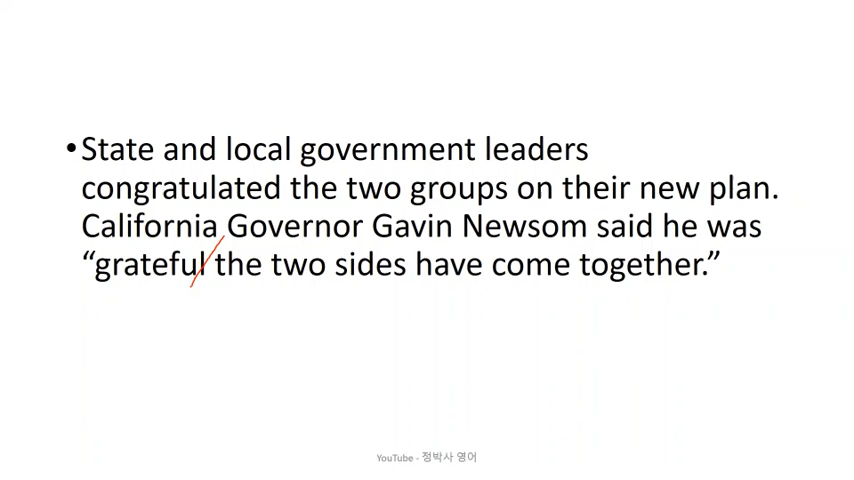 •State and local government leaders
congratulated the two groups on their new plan.
California Governor Gavin Newsom said he was
“grateful the two sides have come together.”
YouTube - 정박사 영어